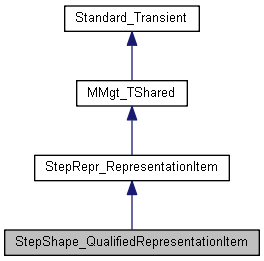 Standard_Transient
MMgt_TShared
StepRepr_RepresentationItem
StepShape_QualifiedRepresentationItem